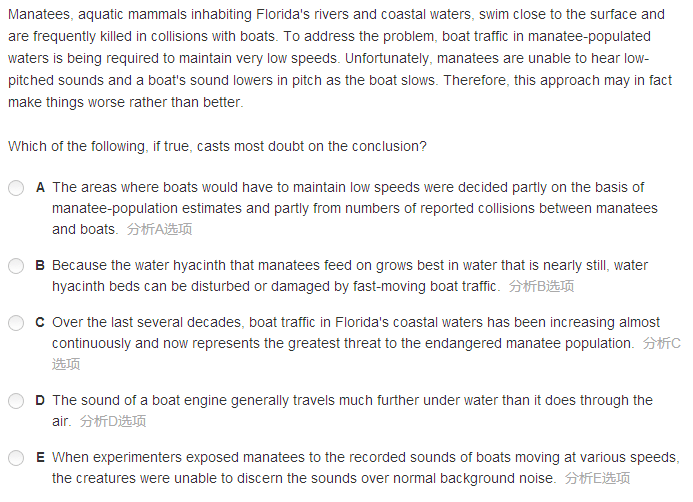 Manatees, aquatic mammals inhabiting Florida's rivers and coastal waters, swim close to the surface and
are frequently killed in collisions with boats. To address the problem, boat traffic in manatee-populated
waters is being required to maintain very low speeds. Unfortunately, manatees are unable to hear low-
pitched sounds and a boat's sound lowers in pitch as the boat slows. Therefore, this approach may in fact
make things worse rather than better.
Which of the following, if true, casts most doubt on the conclusion?
A The areas where boats would have to maintain low speeds were decided partly on the basis of
manatee-population estimates and partly from numbers of reported collisions between manatees
and boats. 分析A选项
B Because the water hyacinth that manatees feed on grows best in water that is nearly still, water
hyacinth beds can be disturbed or damaged by fast-moving boat traffic. 分析B选项
C Over the last several decades, boat traffic in Florida's coastal waters has been increasing almost
continuously and now represents the greatest threat to the endangered manatee population. 分析C
选项
D The sound of a boat engine generally travels much further under water than it does through the
air. 分析D选项
E When experimenters exposed manatees to the recorded sounds of boats moving at various speeds,
the creatures were unable to discern the sounds over normal background noise. 分析E选项